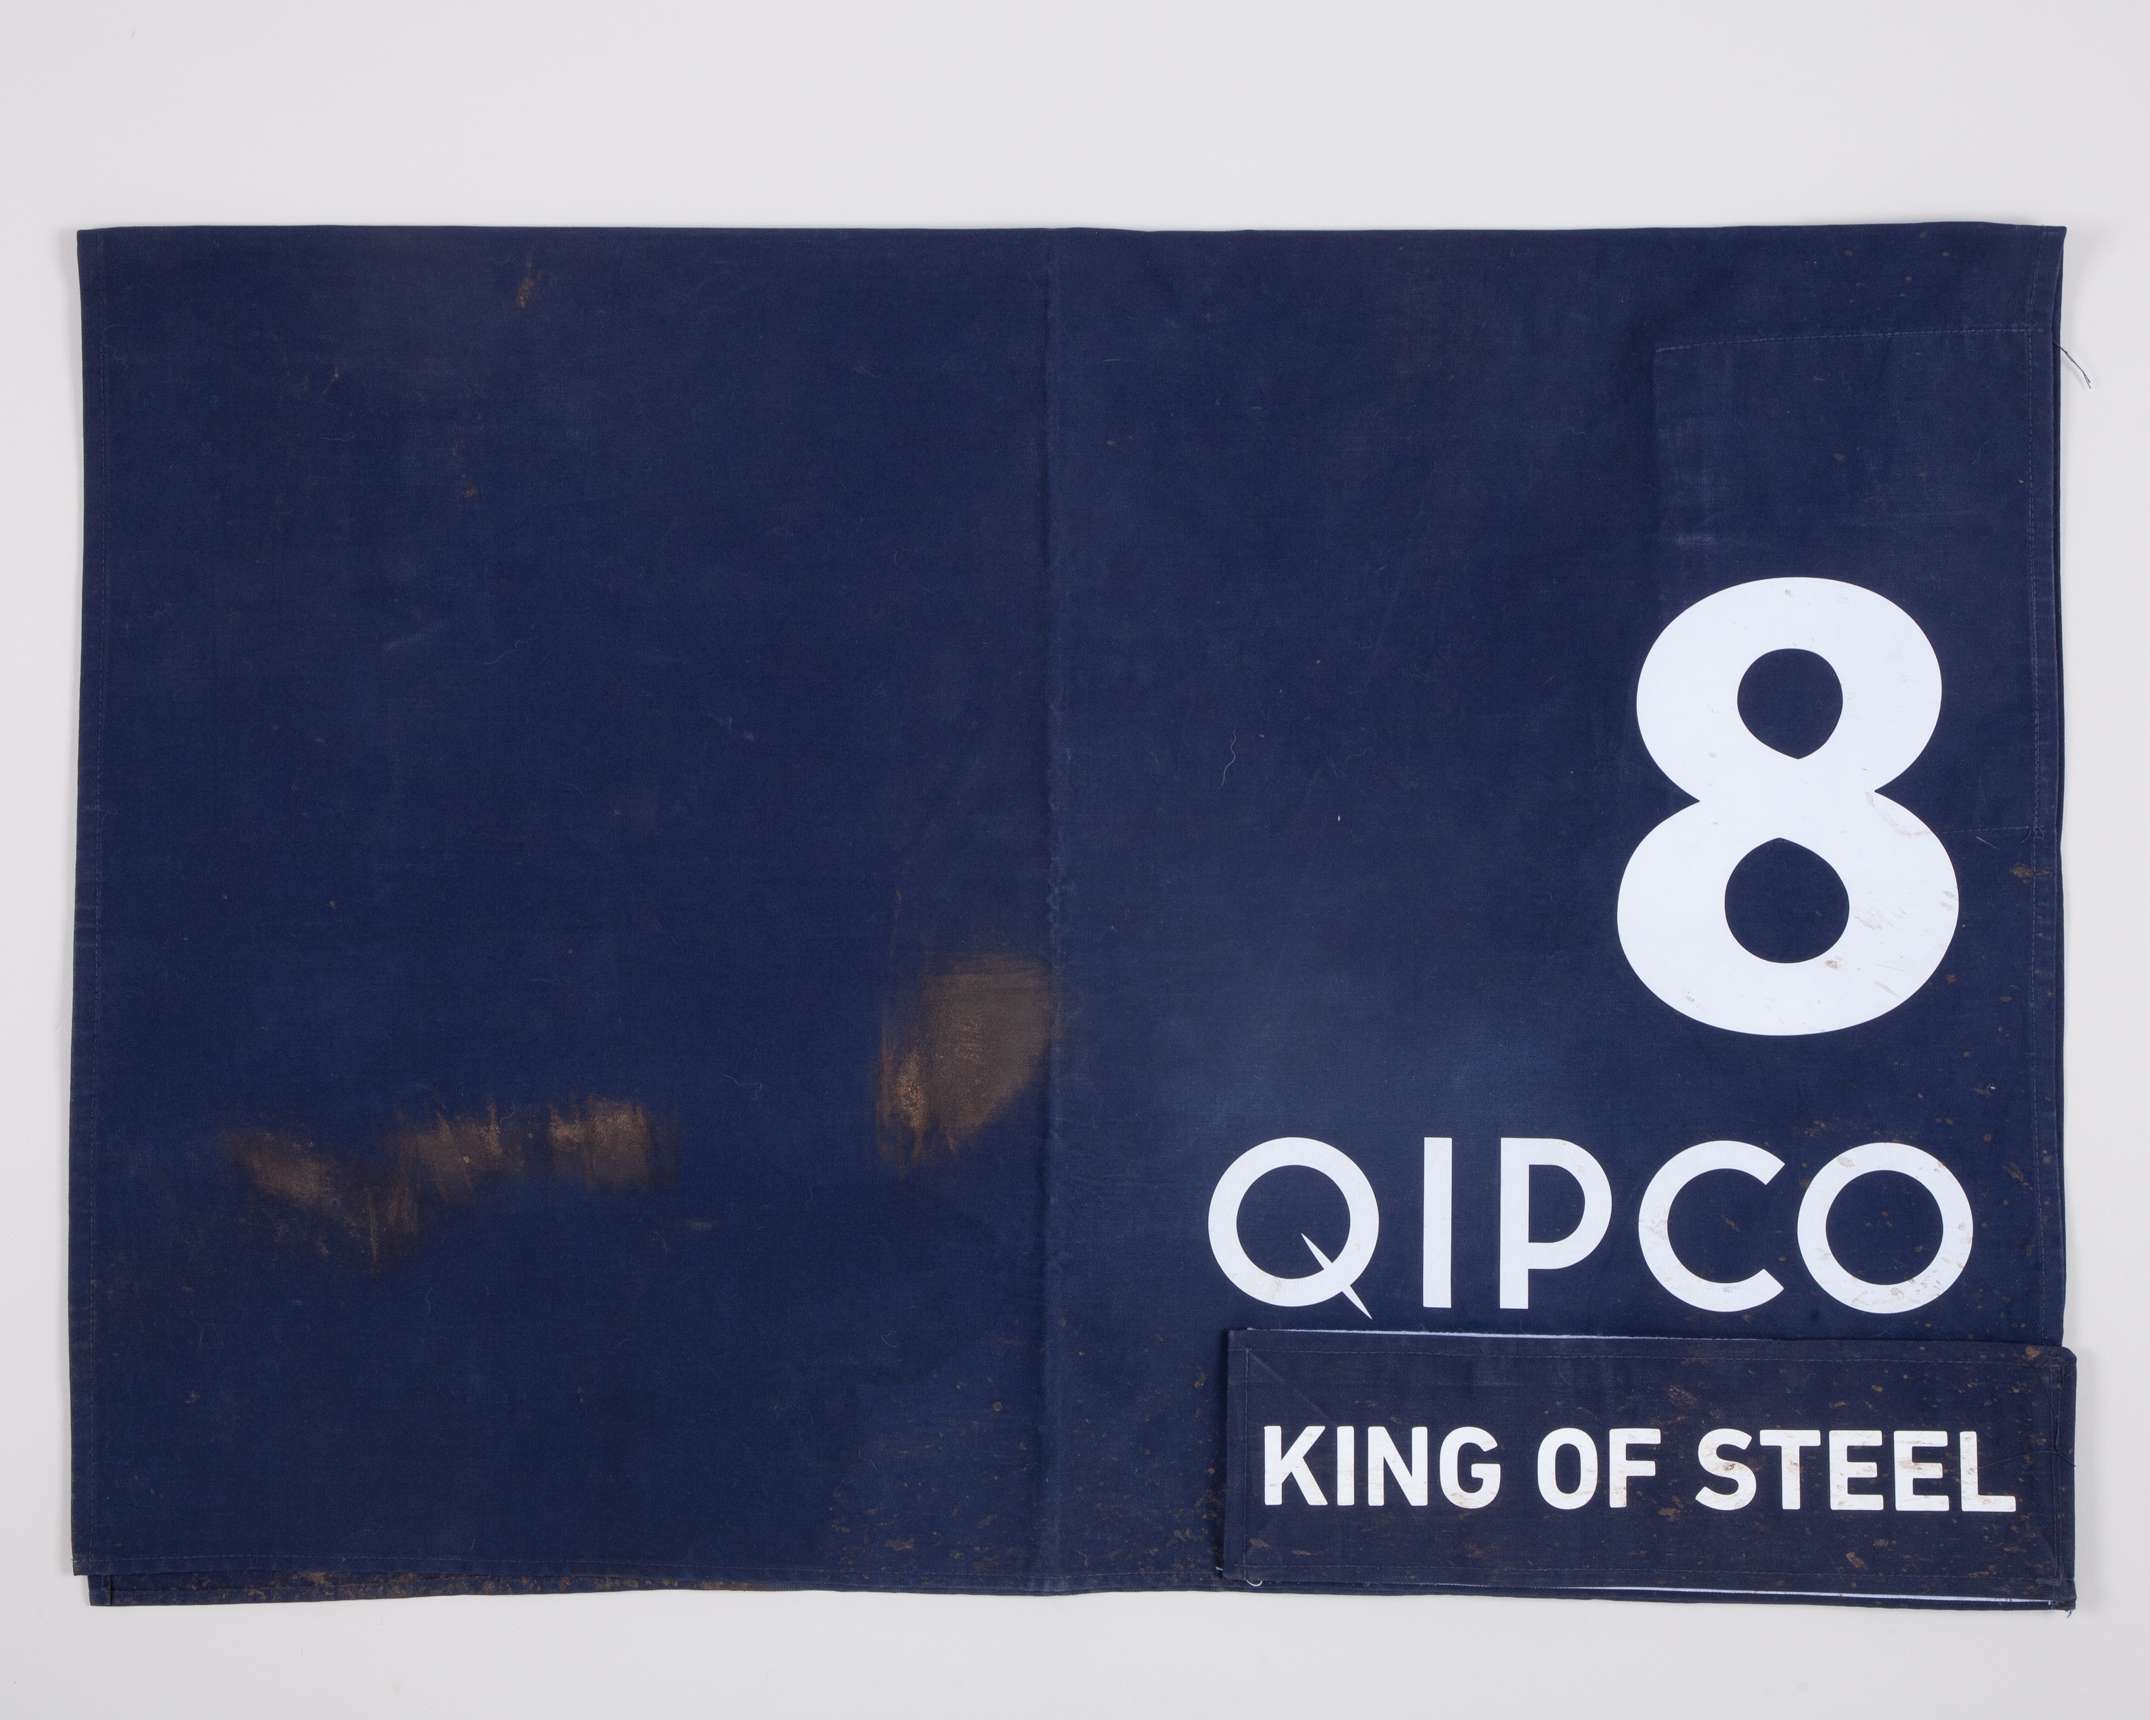 8
QIPCO
KING OF STEEL